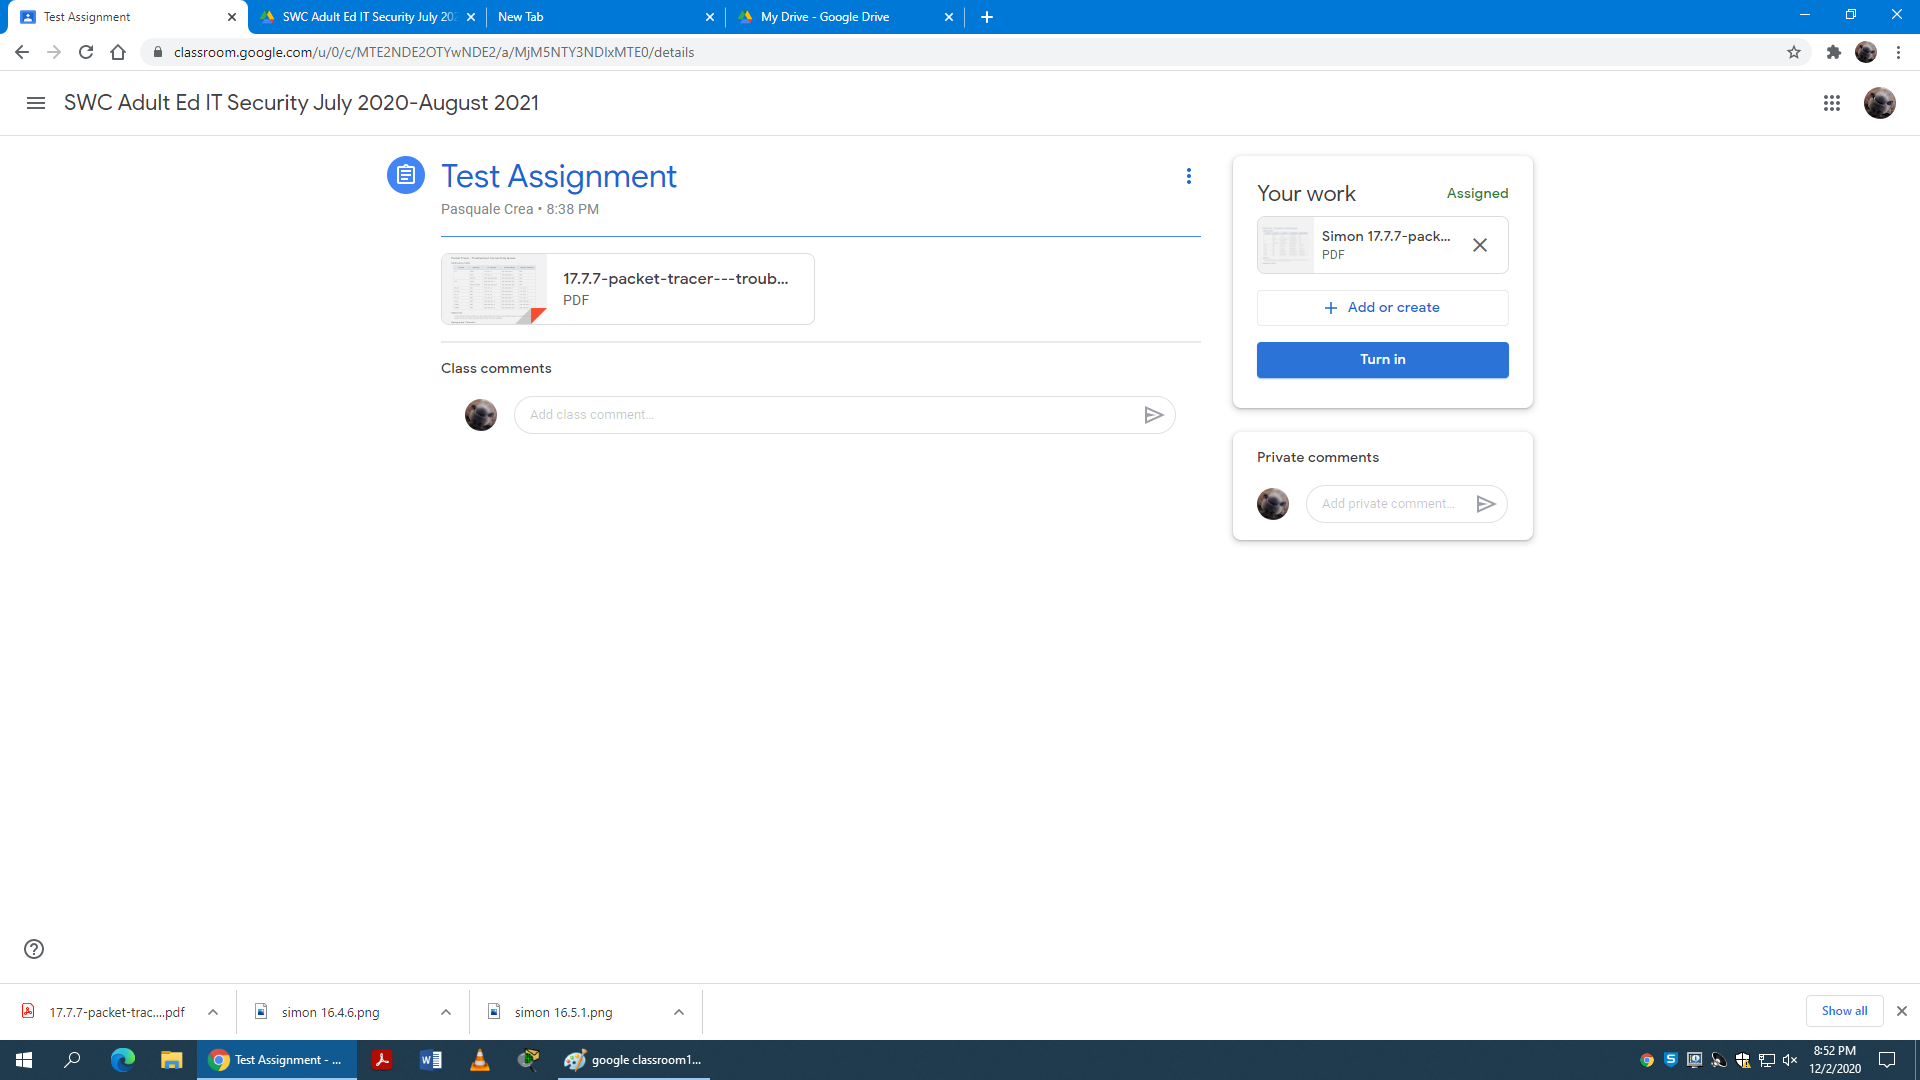 Test Assignment
SWC Adult Ed IT Security July 202
New Tab
My Drive - Google Drive
classroom.google.com/u/0/c/MTE2NDE2OTYwNDE2/a/MjM5NTY3NDIxMTE0/details
SWC Adult Ed IT Security July 2020-August 2021
Test Assignment
Pasquale Crea • 8:38 PM
17.7.7-packet-tracer---troub...
PDF
Class comments
Add class comment...
Your work
Assigned
Simon 17.7.7-pack...
PDF
Add or create
Turn in
Private comments
Add private comment...
17.7.7-packet-trac....pdf
simon 16.4.6.png
simon 16.5.1.png
Show all
Test Assignment - ...
google classroom1...
8:52 PM
12/2/2020